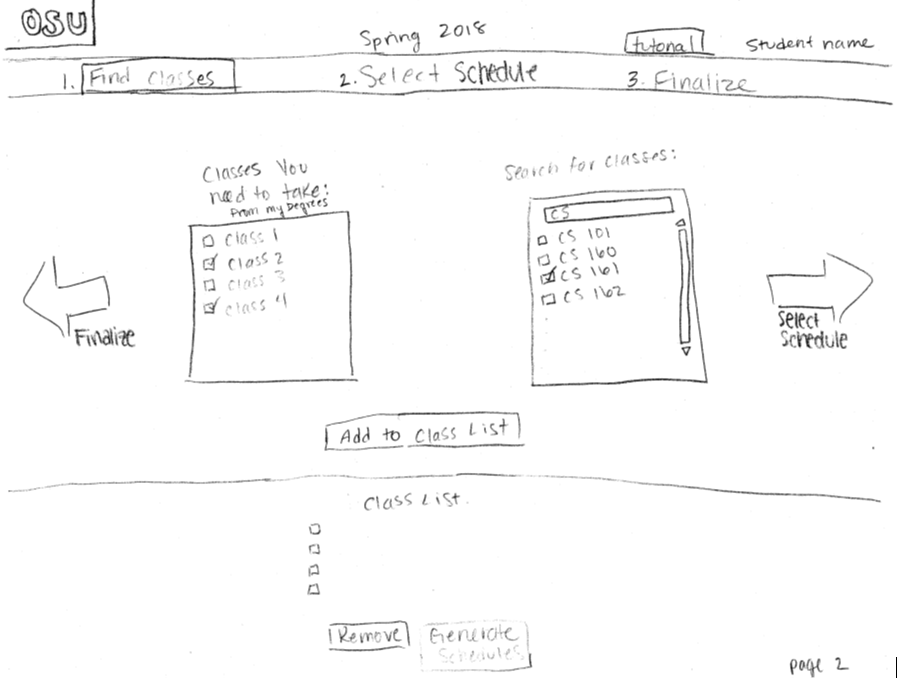 OSU
Spring 2018
tutorial
Student name
1. Find Classes
2. Select Schedule
3. Finalize
Classes You
need to take:
From my Degrees
Class 1
Class 2
Class 3
Class 4
Search for classes:
CS
CS 101
CS 160
CS 161
CS 162
Finalize
Select
Schedule
Add to Class List
Class List
Remove
Generate
Schedules
page 2